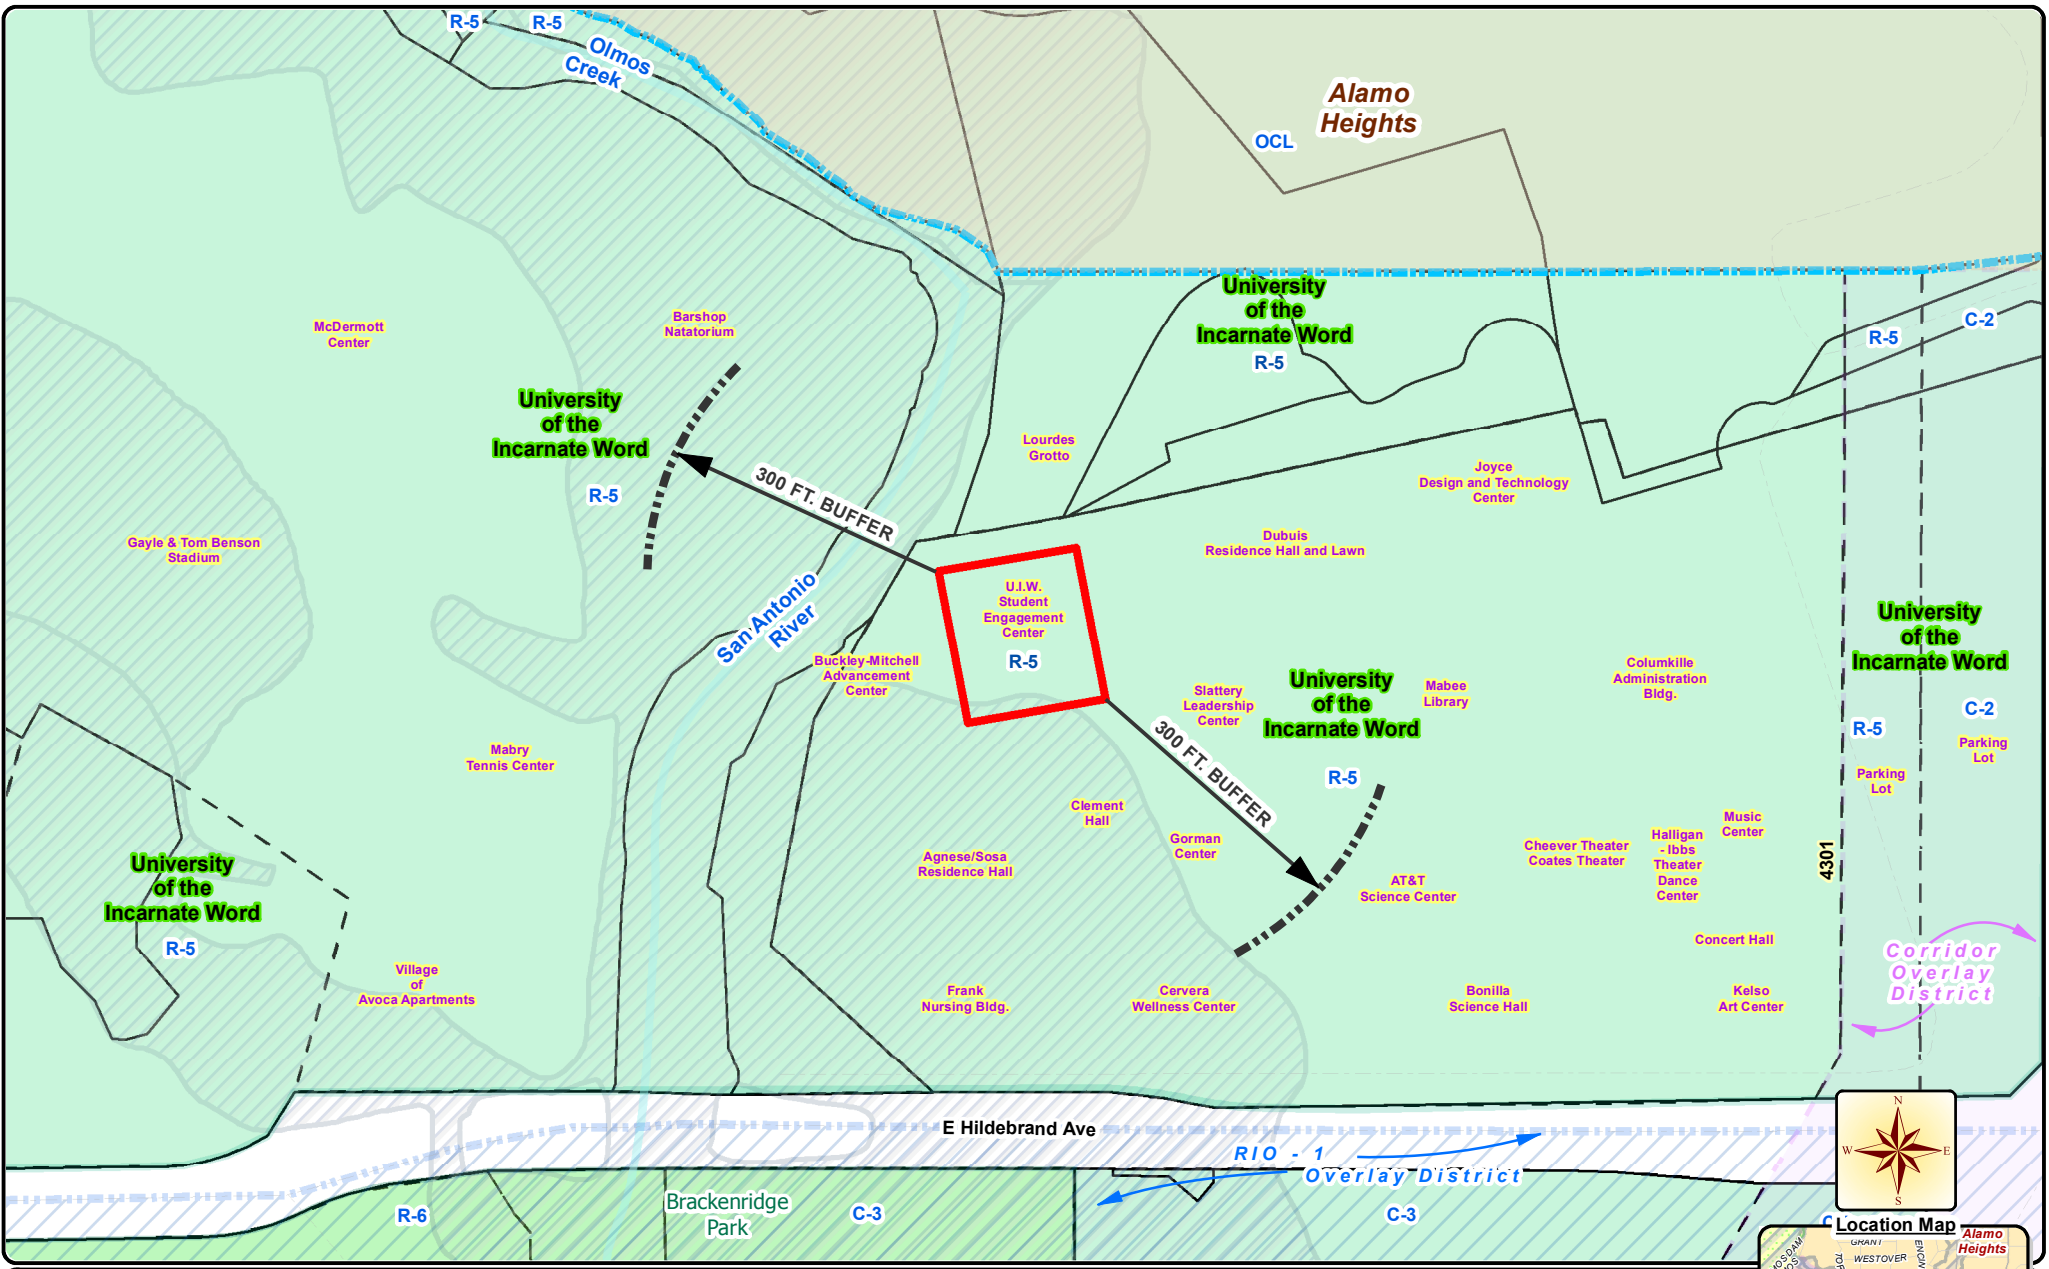 R-5
R-5
Olmos
Creek
Alamo
Heights
OCL
University
of the
Incarnate Word
R-5
R-5
C-2
McDermott
Center
Barshop
Natatorium
University
of the
Incarnate Word
R-5
Lourdes
Grotto
Joyce
Design and Technology
Center
300 FT. BUFFER
Gayle & Tom Benson
Stadium
Dubuis
Residence Hall and Lawn
San Antonio
River
U.I.W.
Student
Engagement
Center
R-5
Buckley-Mitchell
Advancement
Center
Slattery
Leadership
Center
University
of the
Incarnate Word
R-5
Mabee
Library
Columkille
Administration
Bldg.
University
of the
Incarnate Word
R-5
C-2
Parking
Lot
Parking
Lot
Mabry
Tennis Center
300 FT. BUFFER
Clement
Hall
Gorman
Center
Agnese/Sosa
Residence Hall
AT&T
Science Center
Cheever Theater
Coates Theater
Halligan
- Ibbs
Theater
Dance
Center
Music
Center
4301
University
of the
Incarnate Word
R-5
Concert Hall
Corridor
Overlay
District
Village
of
Avoca Apartments
Frank
Nursing Bldg.
Cervera
Wellness Center
Bonilla
Science Hall
Kelso
Art Center
E Hildebrand Ave
RIO - 1
Overlay District
N
W
E
S
R-6
Brackenridge
Park
C-3
C-3
Location Map
Alamo
Heights
GRANT
WESTOVER